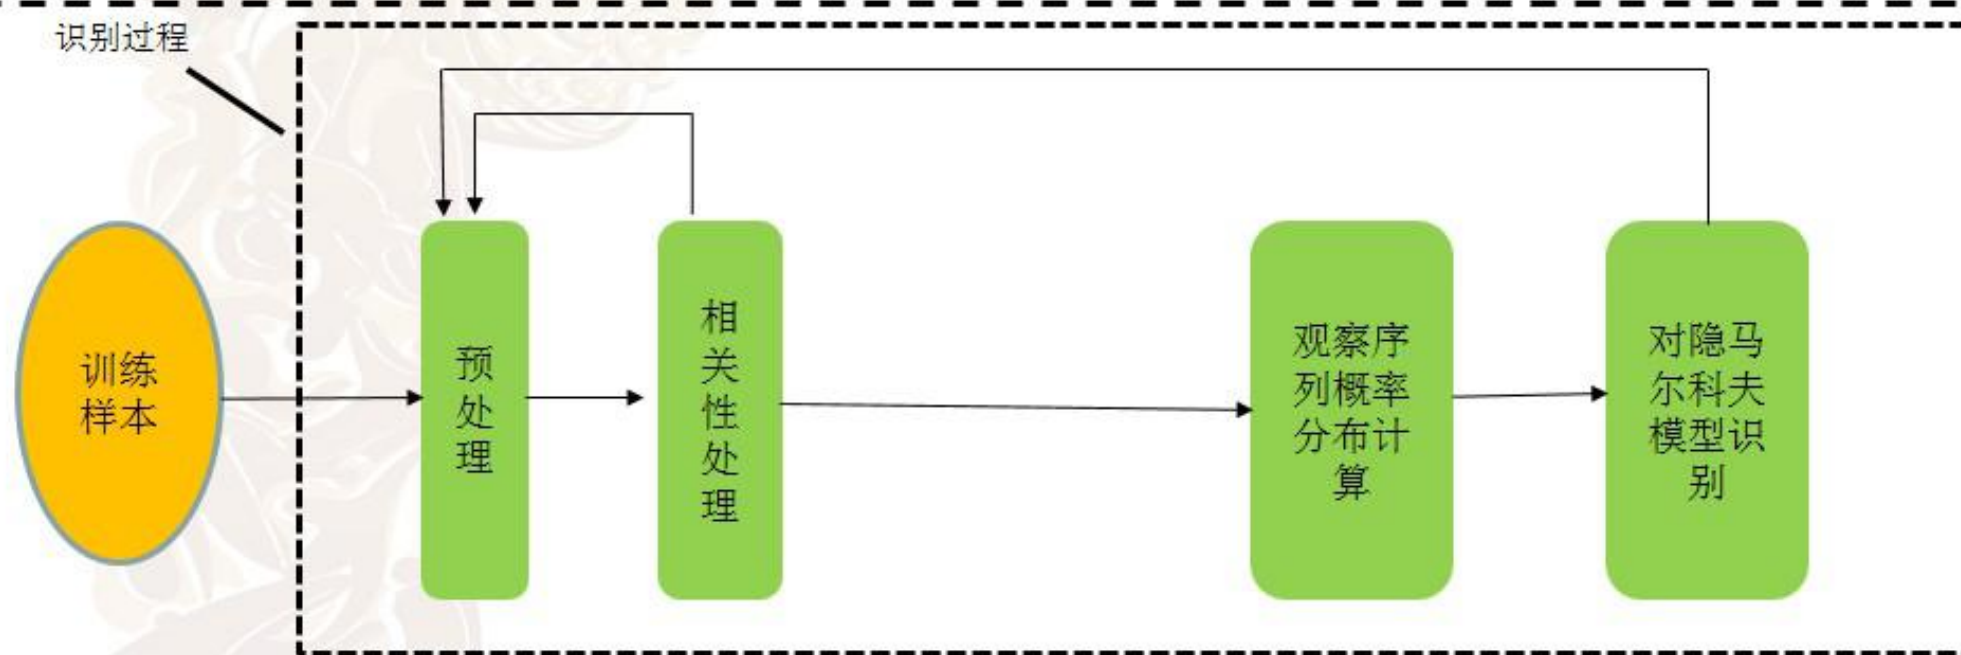 识别过程
训练
样本
预
处
理
相
关
性
处
理
观察序
列概率
分布计
算
对隐马
尔科夫
模型识
别